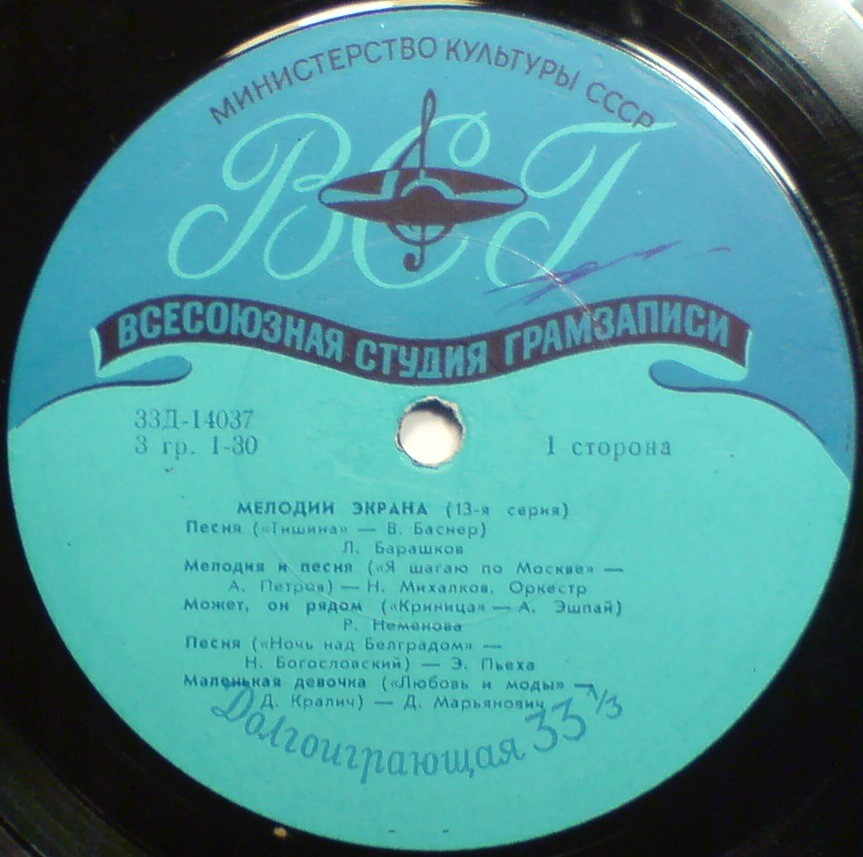 МИНИСТЕРСТВО КУЛЬТУРЫ СССР
ВСГ
ВСЕСОЮЗНАЯ СТУДИЯ ГРАМЗАПИСИ
33Д-14037
3 гр. 1-30
1 сторона
МЕЛОДИИ ЭКРАНА (13-я серия)
Песня («Тишина» — В. Баснер)
Л. Барашков
Мелодия и песня («Я шагаю по Москве» —
А. Петров) — Н. Михалков. Оркестр
Может, он рядом («Криница» — А. Эшпай)
Р. Неменова
Песня («Ночь над Белградом» —
Н. Богословский) — Э. Пьеха
Маленькая девочка («Любовь и моды» —
Д. Кралич) — Д. Марьянович
Долгоиграющая 33 1/3